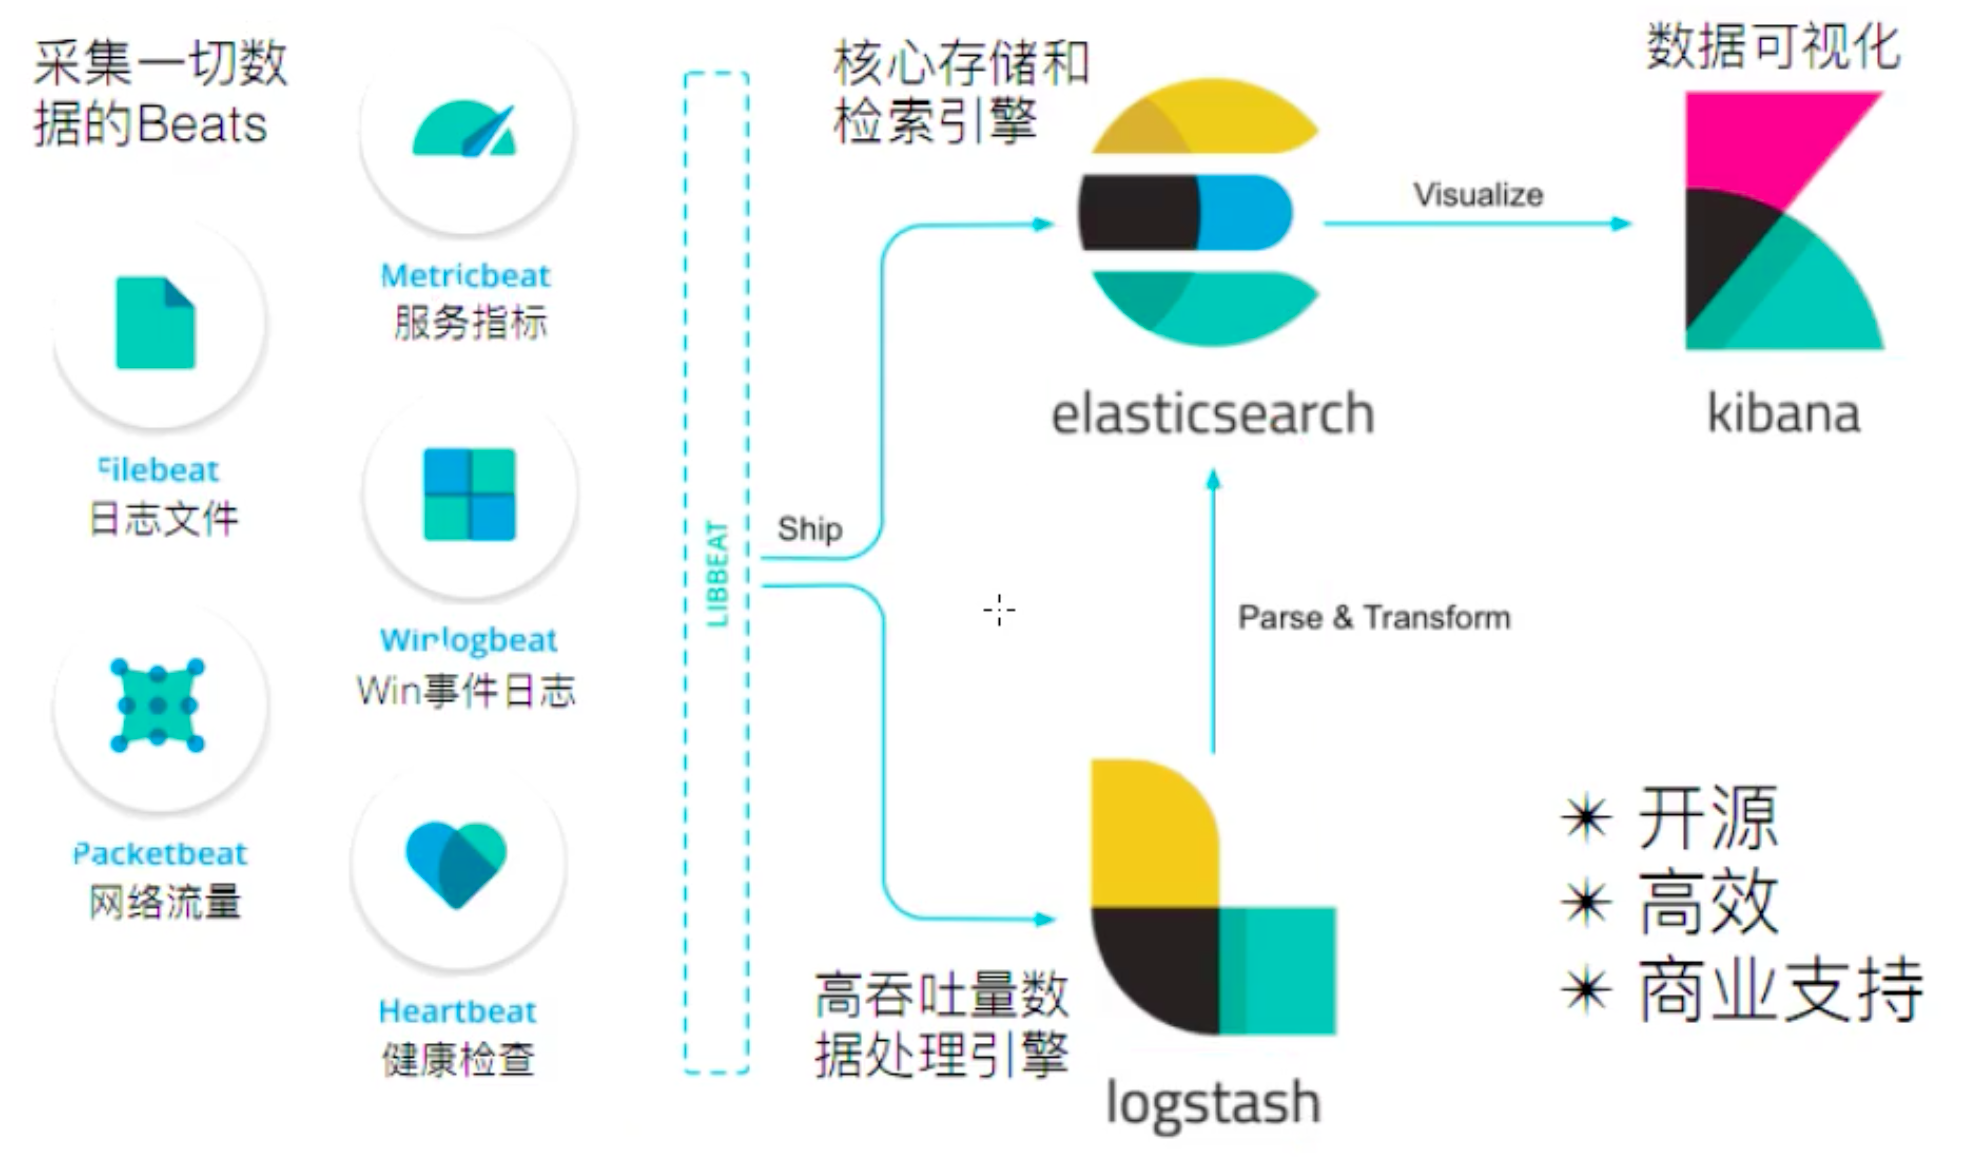 采集一切数
据的Beats
Metricbeat
服务指标
Filebeat
日志文件
Winlogbeat
Win事件日志
Packetbeat
网络流量
Heartbeat
健康检查
LIBBEAT
Ship
核心存储和
检索引擎
elasticsearch
Visualize
数据可视化
kibana
Parse & Transform
高吞吐量数
据处理引擎
logstash
✴ 开源
✴ 高效
✴ 商业支持